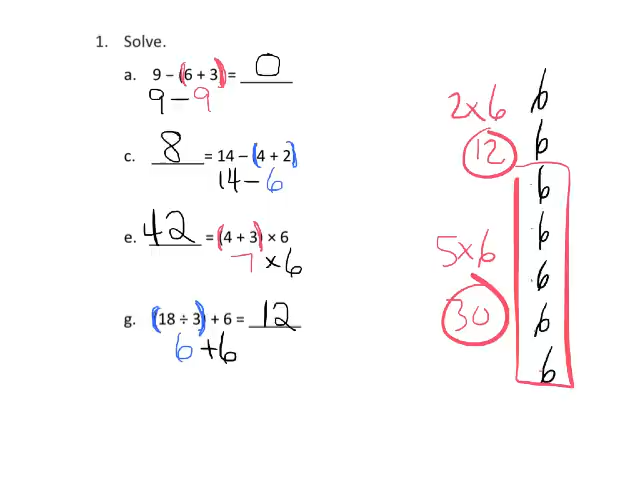 1. Solve.
a. 9 – (6 + 3) = 0
9 – 9
c. 8 = 14 – (4 + 2)
14 – 6
e. 42 = (4 + 3) × 6
7 × 6
g. (18 ÷ 3) + 6 = 12
6 + 6
2x6
12
5x6
30
6
6
6
6
6
6
6